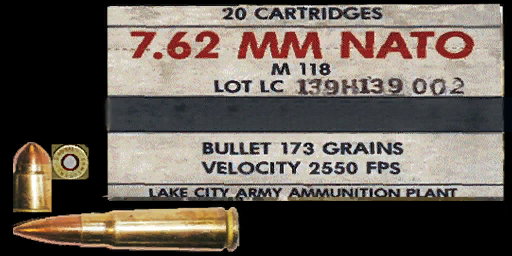 20 CARTRIDGES
7.62 MM NATO
M 118
LOT LC 139H139 002
BULLET 173 GRAINS
VELOCITY 2550 FPS
LAKE CITY ARMY AMMUNITION PLANT